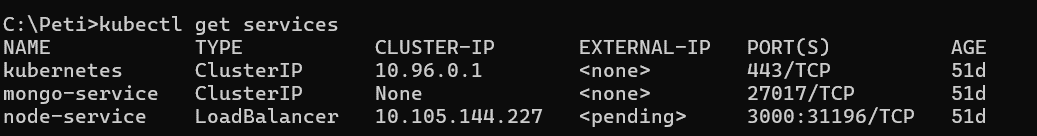 C:\Peti>kubectl get services
NAME TYPE CLUSTER-IP EXTERNAL-IP PORT(S) AGE
kubernetes ClusterIP 10.96.0.1 <none> 443/TCP 51d
mongo-service ClusterIP None <none> 27017/TCP 51d
node-service LoadBalancer 10.105.144.227 <pending> 3000:31196/TCP 51d